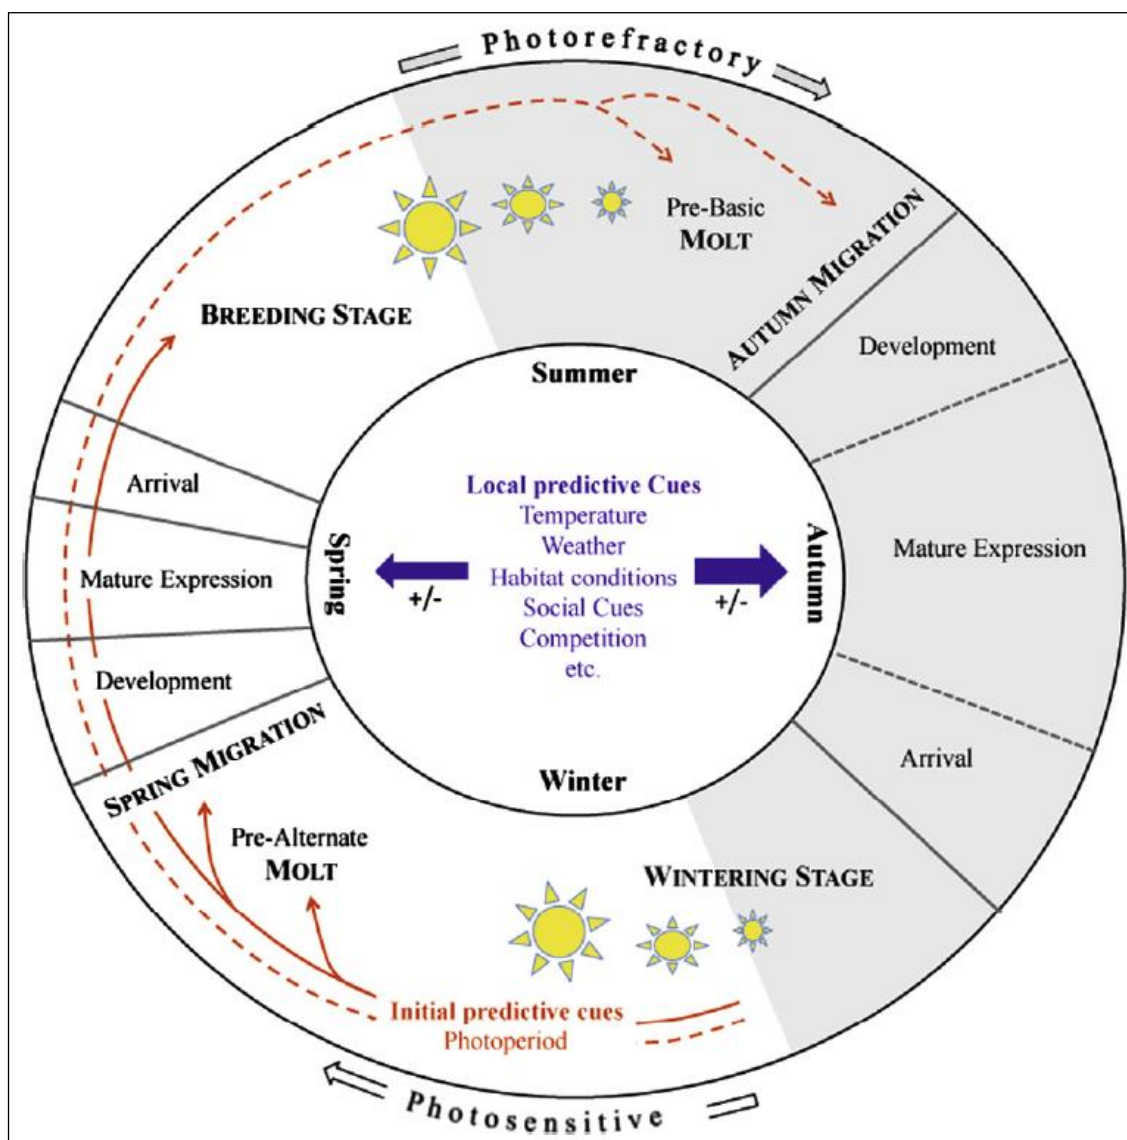 Photorefractory
Pre-Basic
MOLT
AUTUMN MIGRATION
BREEDING STAGE
Development
Summer
Local predictive Cues
Temperature
Weather
Habitat conditions
Social Cues
Competition
etc.
+/-
+/-
Spring
Autumn
Arrival
Mature Expression
Mature Expression
Development
SPRING MIGRATION
Winter
Arrival
Pre-Alternate
MOLT
WINTERING STAGE
Initial predictive cues
Photoperiod
Photosensitive